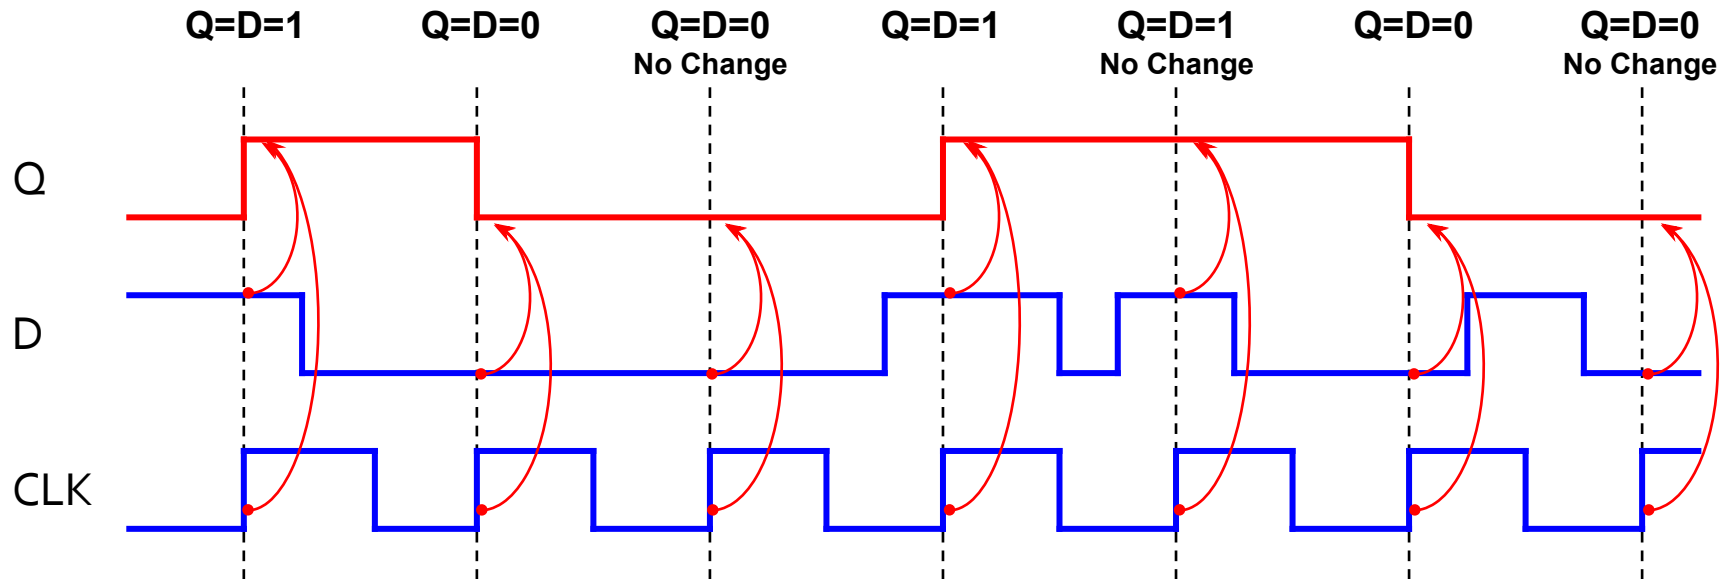 Q=D=1
Q=D=0
Q=D=0
No Change
Q=D=1
Q=D=1
No Change
Q=D=0
Q=D=0
No Change
Q
D
CLK